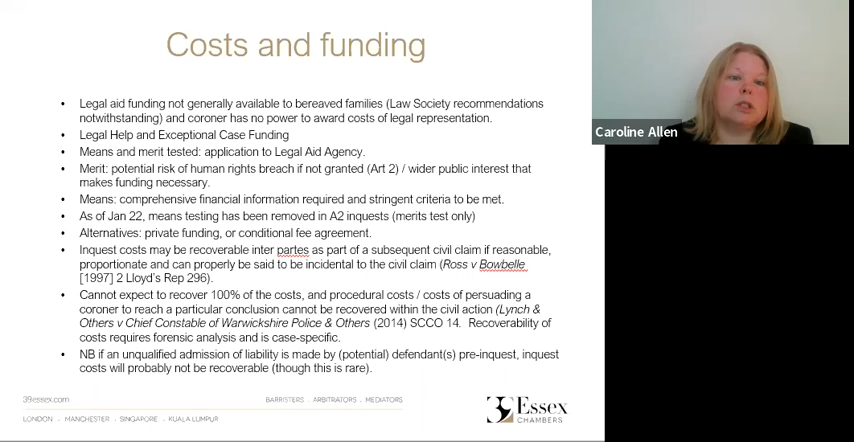 Costs and funding
• Legal aid funding not generally available to bereaved families (Law Society recommendations
notwithstanding) and coroner has no power to award costs of legal representation.
• Legal Help and Exceptional Case Funding
• Means and merit tested: application to Legal Aid Agency.
• Merit: potential risk of human rights breach if not granted (Art 2) / wider public interest that
makes funding necessary.
• Means: comprehensive financial information required and stringent criteria to be met.
• As of Jan 22, means testing has been removed in A2 inquests (merits test only)
• Alternatives: private funding, or conditional fee agreement.
• Inquest costs may be recoverable inter partes as part of a subsequent civil claim if reasonable,
proportionate and can properly be said to be incidental to the civil claim (Ross v Bowbelle
[1997] 2 Lloyd's Rep 296).
• Cannot expect to recover 100% of the costs, and procedural costs / costs of persuading a
coroner to reach a particular conclusion cannot be recovered within the civil action (Lynch &
Others v Chief Constable of Warwickshire Police & Others (2014) SCCO 14. Recoverability of
costs requires forensic analysis and is case-specific.
• NB if an unqualified admission of liability is made by (potential) defendant(s) pre-inquest, inquest
costs will probably not be recoverable (though this is rare).
39essex.com
BARRISTERS . ARBITRATORS . MEDIATORS
LONDON . MANCHESTER . SINGAPORE . KUALA LUMPUR
39 Essex
CHAMBERS
Caroline Allen